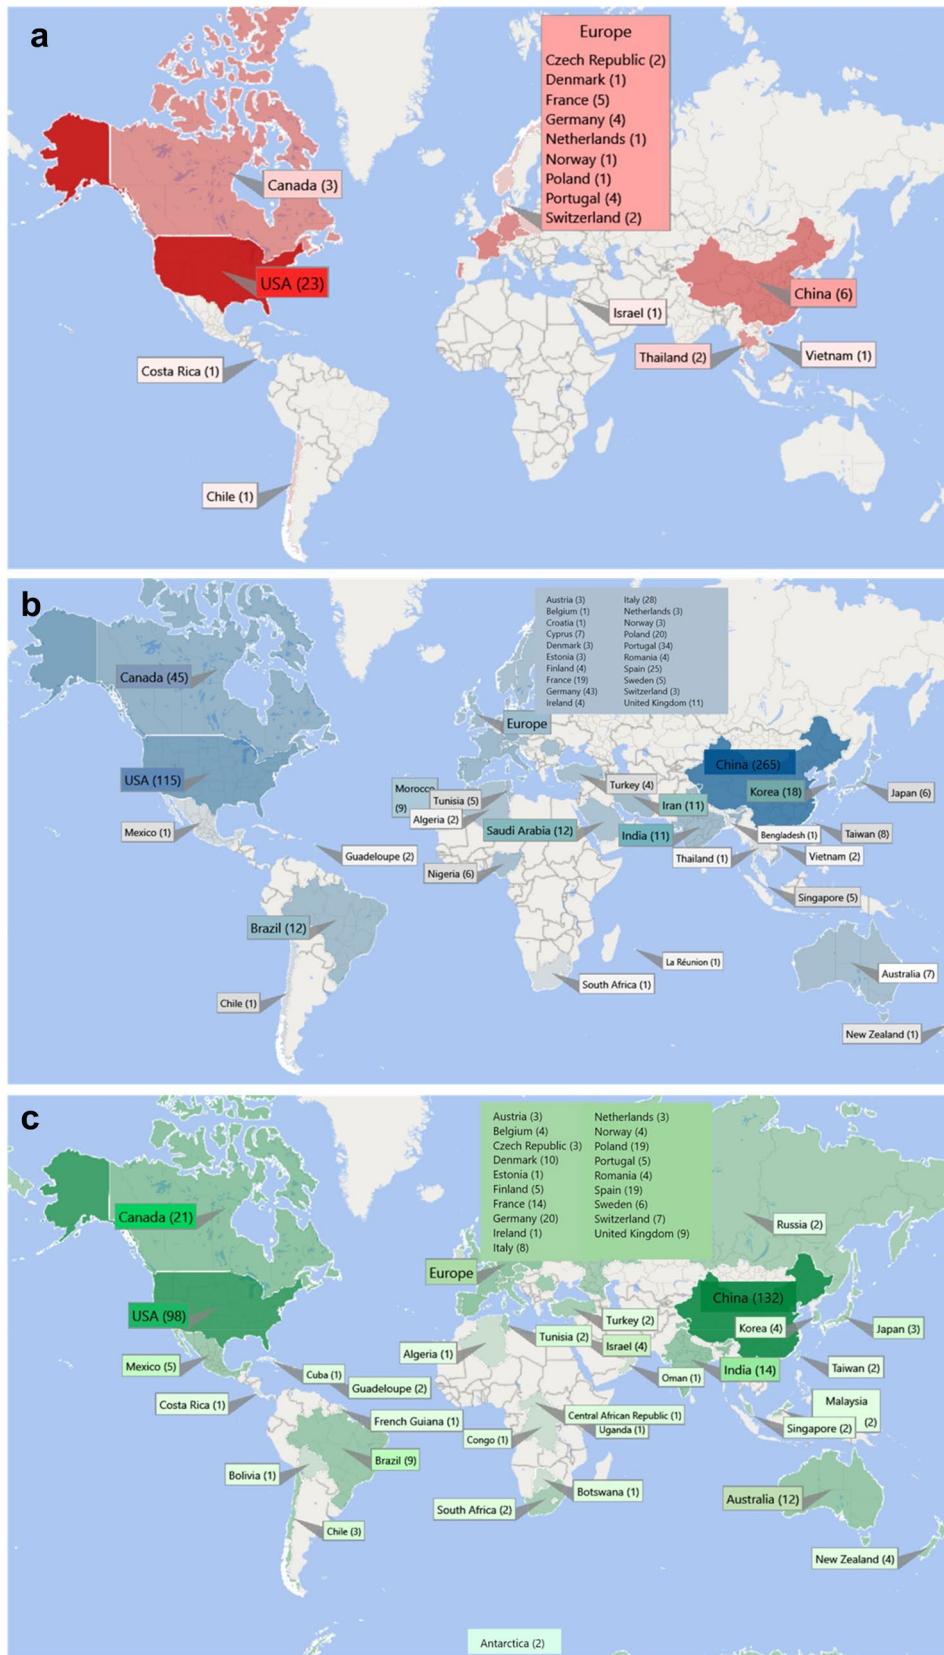 a
Europe
Czech Republic (2)
Denmark (1)
France (5)
Germany (4)
Netherlands (1)
Norway (1)
Poland (1)
Portugal (4)
Switzerland (2)
Canada (3)
USA (23)
China (6)
Israel (1)
Thailand (2)
Vietnam (1)
Costa Rica (1)
Chile (1)
b
Austria (3)
Belgium (1)
Croatia (1)
Cyprus (7)
Denmark (3)
Estonia (3)
Finland (4)
France (19)
Germany (43)
Ireland (4)
Italy (28)
Netherlands (3)
Norway (3)
Poland (20)
Portugal (34)
Romania (4)
Spain (25)
Sweden (5)
Switzerland (3)
United Kingdom (11)
Canada (45)
Europe
USA (115)
China (265)
Morocco
(9)
Tunisia (5)
Turkey (4)
Korea (18)
Japan (6)
Iran (11)
Algeria (2)
Saudi Arabia (12)
India (11)
Bangladesh (1)
Taiwan (8)
Mexico (1)
Guadeloupe (2)
Thailand (1)
Vietnam (2)
Nigeria (6)
Singapore (5)
Brazil (12)
La Réunion (1)
Australia (7)
South Africa (1)
Chile (1)
New Zealand (1)
c
Austria (3)
Belgium (4)
Czech Republic (3)
Denmark (10)
Estonia (1)
Finland (5)
France (14)
Germany (20)
Ireland (1)
Italy (8)
Netherlands (3)
Norway (4)
Poland (19)
Portugal (5)
Romania (4)
Spain (19)
Sweden (6)
Switzerland (7)
United Kingdom (9)
Canada (21)
Russia (2)
Europe
China (132)
USA (98)
Turkey (2)
Korea (4)
Japan (3)
Tunisia (2)
Algeria (1)
Israel (4)
Mexico (5)
Cuba (1)
Oman (1)
India (14)
Taiwan (2)
Guadeloupe (2)
Costa Rica (1)
Malaysia
(2)
French Guiana (1)
Central African Republic (1)
Uganda (1)
Singapore (2)
Congo (1)
Brazil (9)
Bolivia (1)
Botswana (1)
Australia (12)
South Africa (2)
Chile (3)
New Zealand (4)
Antarctica (2)